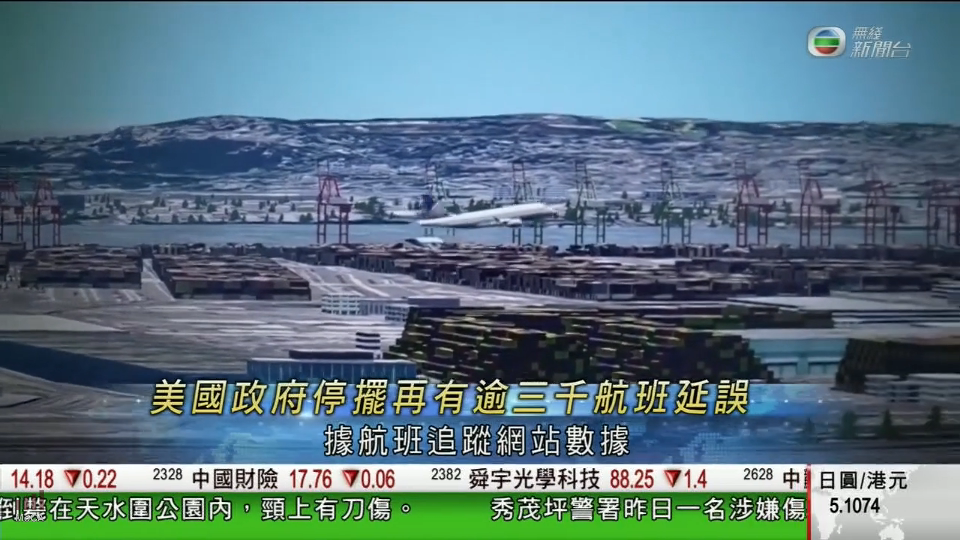 無綫
新聞台
美國政府停擺再有逾三千航班延誤
據航班追蹤網站數據
14.18 ▼0.22 2328 中國財險 17.76 ▼0.06 2382 舜宇光學科技 88.25 ▼1.4 2628 中
日圓/港元
5.1074
倒斃在天水圍公園內，頸上有刀傷。 秀茂坪警署昨日一名涉嫌傷